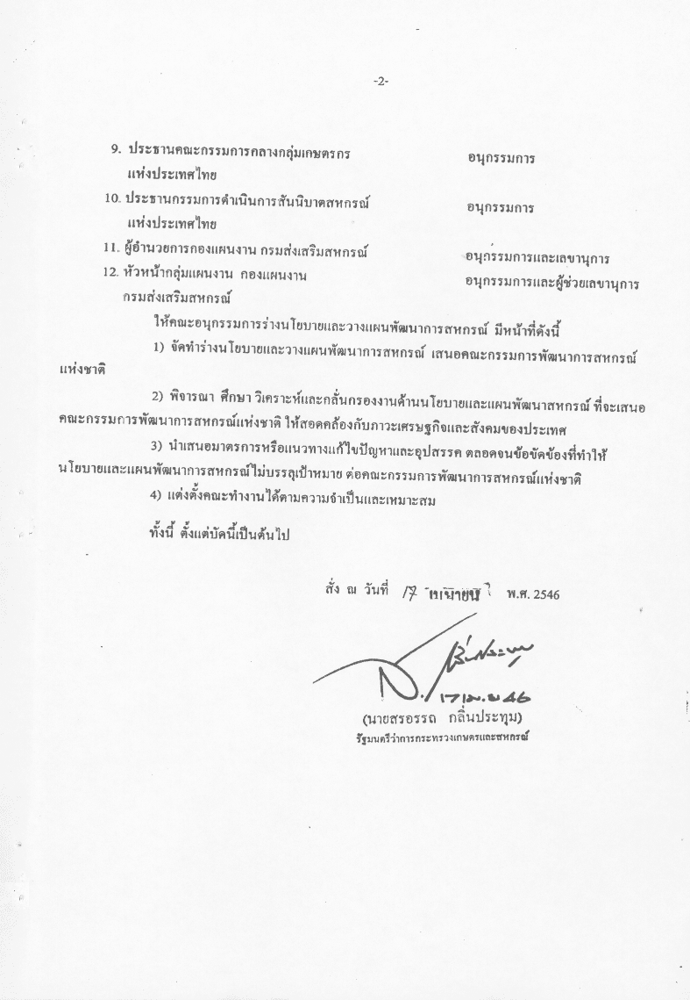 -2-
9. ประธานคณะกรรมการกลางกลุ่มเกษตรกร อนุกรรมการ
แห่งประเทศไทย
10. ประธานกรรมการดำเนินการสันนิบาตสหกรณ์ อนุกรรมการ
แห่งประเทศไทย
11. ผู้อำนวยการกองแผนงาน กรมส่งเสริมสหกรณ์ อนุกรรมการและเลขานุการ
12. หัวหน้ากลุ่มแผนงาน กองแผนงาน อนุกรรมการและผู้ช่วยเลขานุการ
กรมส่งเสริมสหกรณ์
ให้คณะอนุกรรมการร่างนโยบายและวางแผนพัฒนาการสหกรณ์ มีหน้าที่ดังนี้
1) จัดทำร่างนโยบายและวางแผนพัฒนาการสหกรณ์ เสนอคณะกรรมการพัฒนาการสหกรณ์
แห่งชาติ
2) พิจารณา ศึกษา วิเคราะห์และกลั่นกรองงานด้านนโยบายและแผนพัฒนาสหกรณ์ ที่จะเสนอ
คณะกรรมการพัฒนาการสหกรณ์แห่งชาติ ให้สอดคล้องกับภาวะเศรษฐกิจและสังคมของประเทศ
3) นำเสนอมาตรการหรือแนวทางแก้ไขปัญหาและอุปสรรค ตลอดจนข้อขัดข้องที่ทำให้
นโยบายและแผนพัฒนาการสหกรณ์ไม่บรรลุเป้าหมาย ต่อคณะกรรมการพัฒนาการสหกรณ์แห่งชาติ
4) แต่งตั้งคณะทำงานได้ตามความจำเป็นและเหมาะสม
ทั้งนี้ ตั้งแต่บัดนี้เป็นต้นไป
สั่ง ณ วันที่ 17 เมษายน พ.ศ. 2546
17 เม.ย 46
(นายสรอรรถ กลิ่นประทุม)
รัฐมนตรีว่าการกระทรวงเกษตรและสหกรณ์